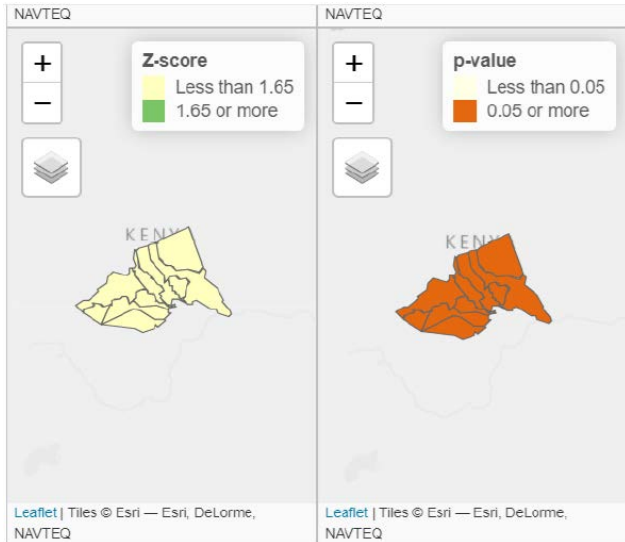 NAVTEQ
+
−
Z-score
Less than 1.65
1.65 or more
KENY
Leaflet | Tiles © Esri — Esri, DeLorme,
NAVTEQ
NAVTEQ
+
−
p-value
Less than 0.05
0.05 or more
KENY
Leaflet | Tiles © Esri — Esri, DeLorme,
NAVTEQ